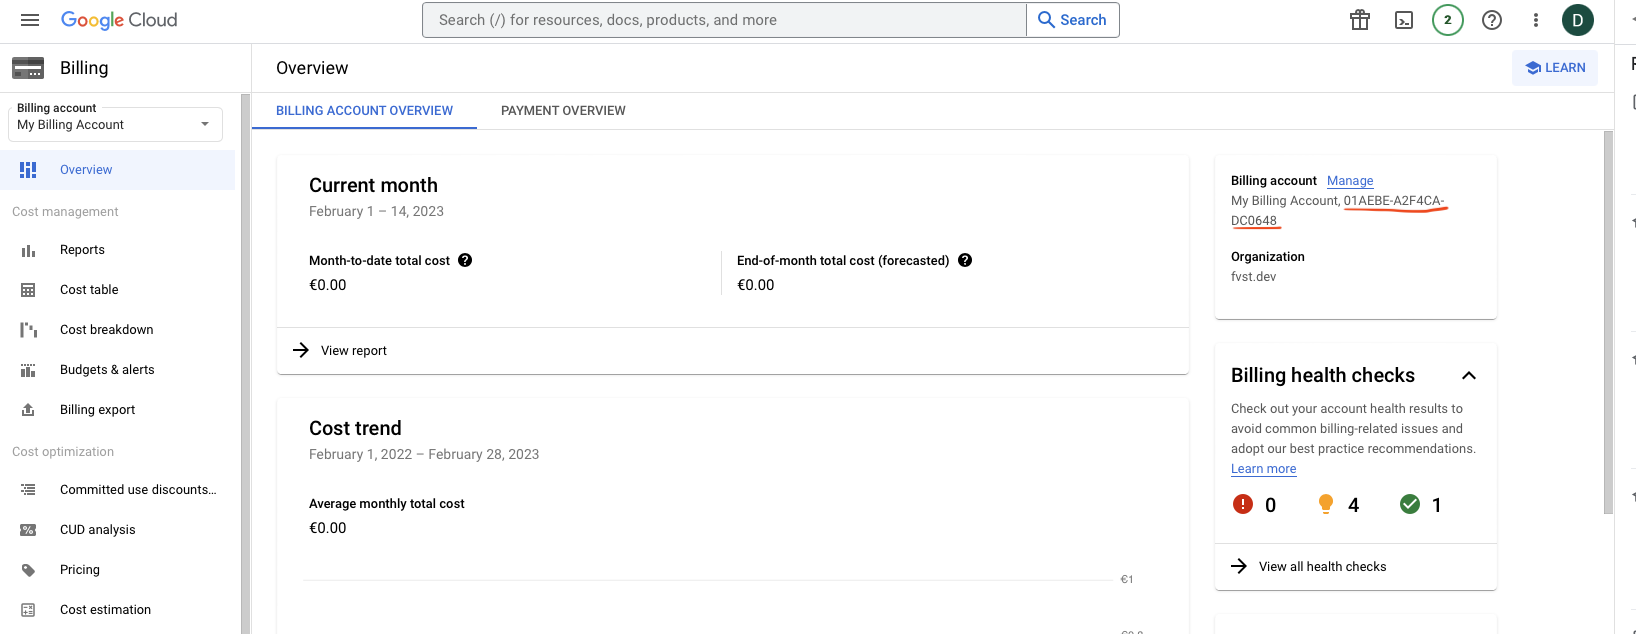 Google Cloud
Search (/) for resources, docs, products, and more
Search
2
D
Billing
Overview
LEARN
Billing account
My Billing Account
BILLING ACCOUNT OVERVIEW
PAYMENT OVERVIEW
Overview
Cost management
Reports
Cost table
Cost breakdown
Budgets & alerts
Billing export
Cost optimization
Committed use discounts...
CUD analysis
Pricing
Cost estimation
Current month
February 1 – 14, 2023
Month-to-date total cost
€0.00
End-of-month total cost (forecasted)
€0.00
View report
Cost trend
February 1, 2022 – February 28, 2023
Average monthly total cost
€0.00
€1
Billing account Manage
My Billing Account, 01AEBE-A2F4CA-
DC0648
Organization
fvst.dev
Billing health checks
Check out your account health results to
avoid common billing-related issues and
adopt our best practice recommendations.
Learn more
0 4 1
View all health checks